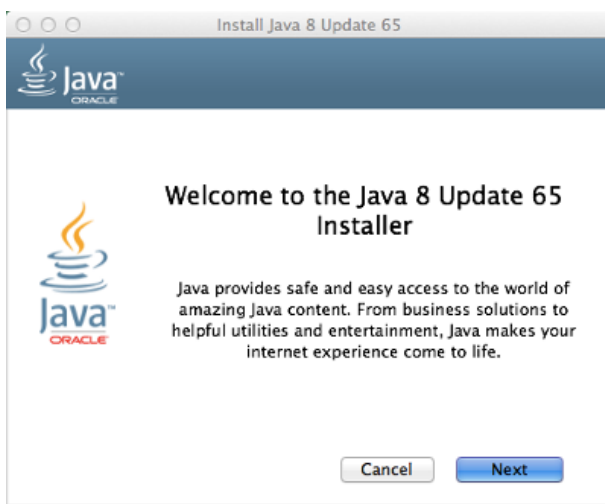 Install Java 8 Update 65
Java™
ORACLE
Welcome to the Java 8 Update 65
Installer
Java™
ORACLE
Java provides safe and easy access to the world of
amazing Java content. From business solutions to
helpful utilities and entertainment, Java makes your
internet experience come to life.
Cancel
Next